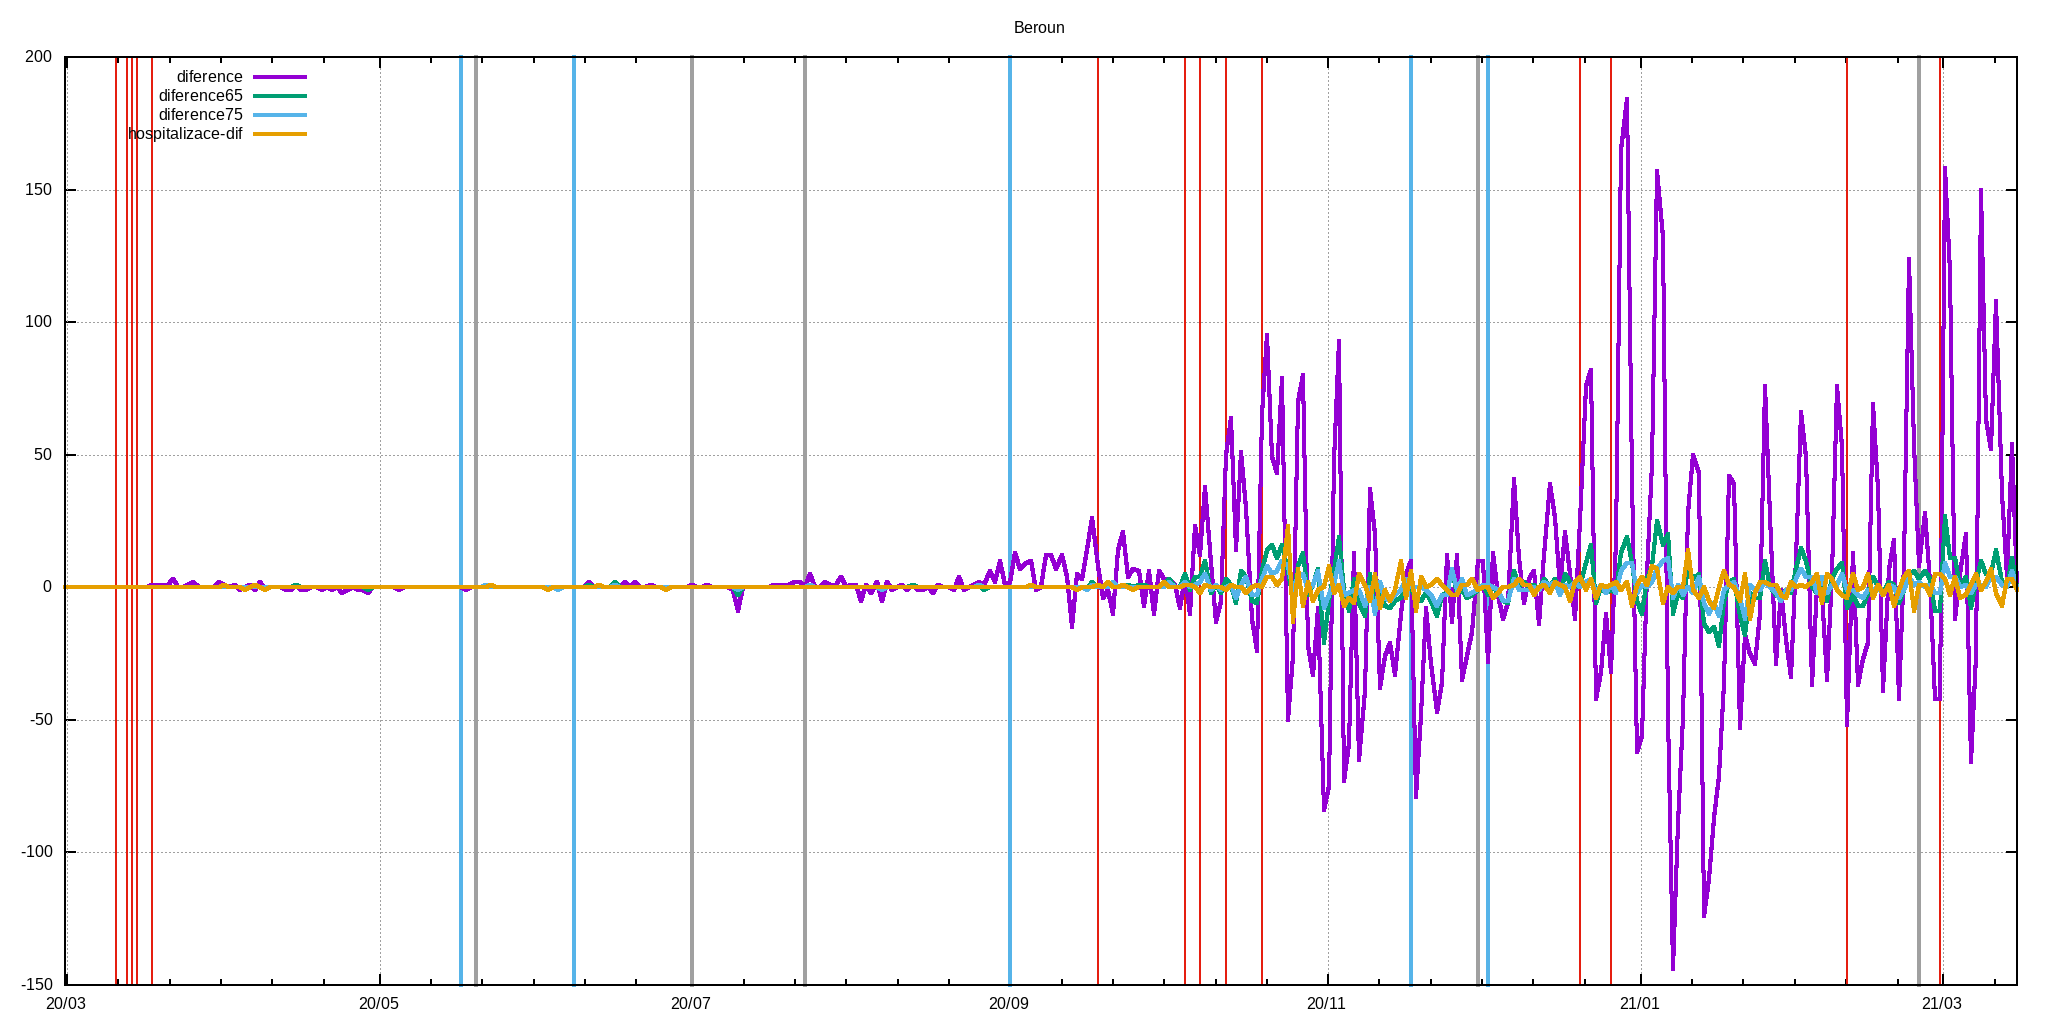 Beroun
200
diference
diference65
diference75
hospitalizace-dif
150
100
50
0
-50
-100
-150
20/03 20/05 20/07 20/09 20/11 21/01 21/03